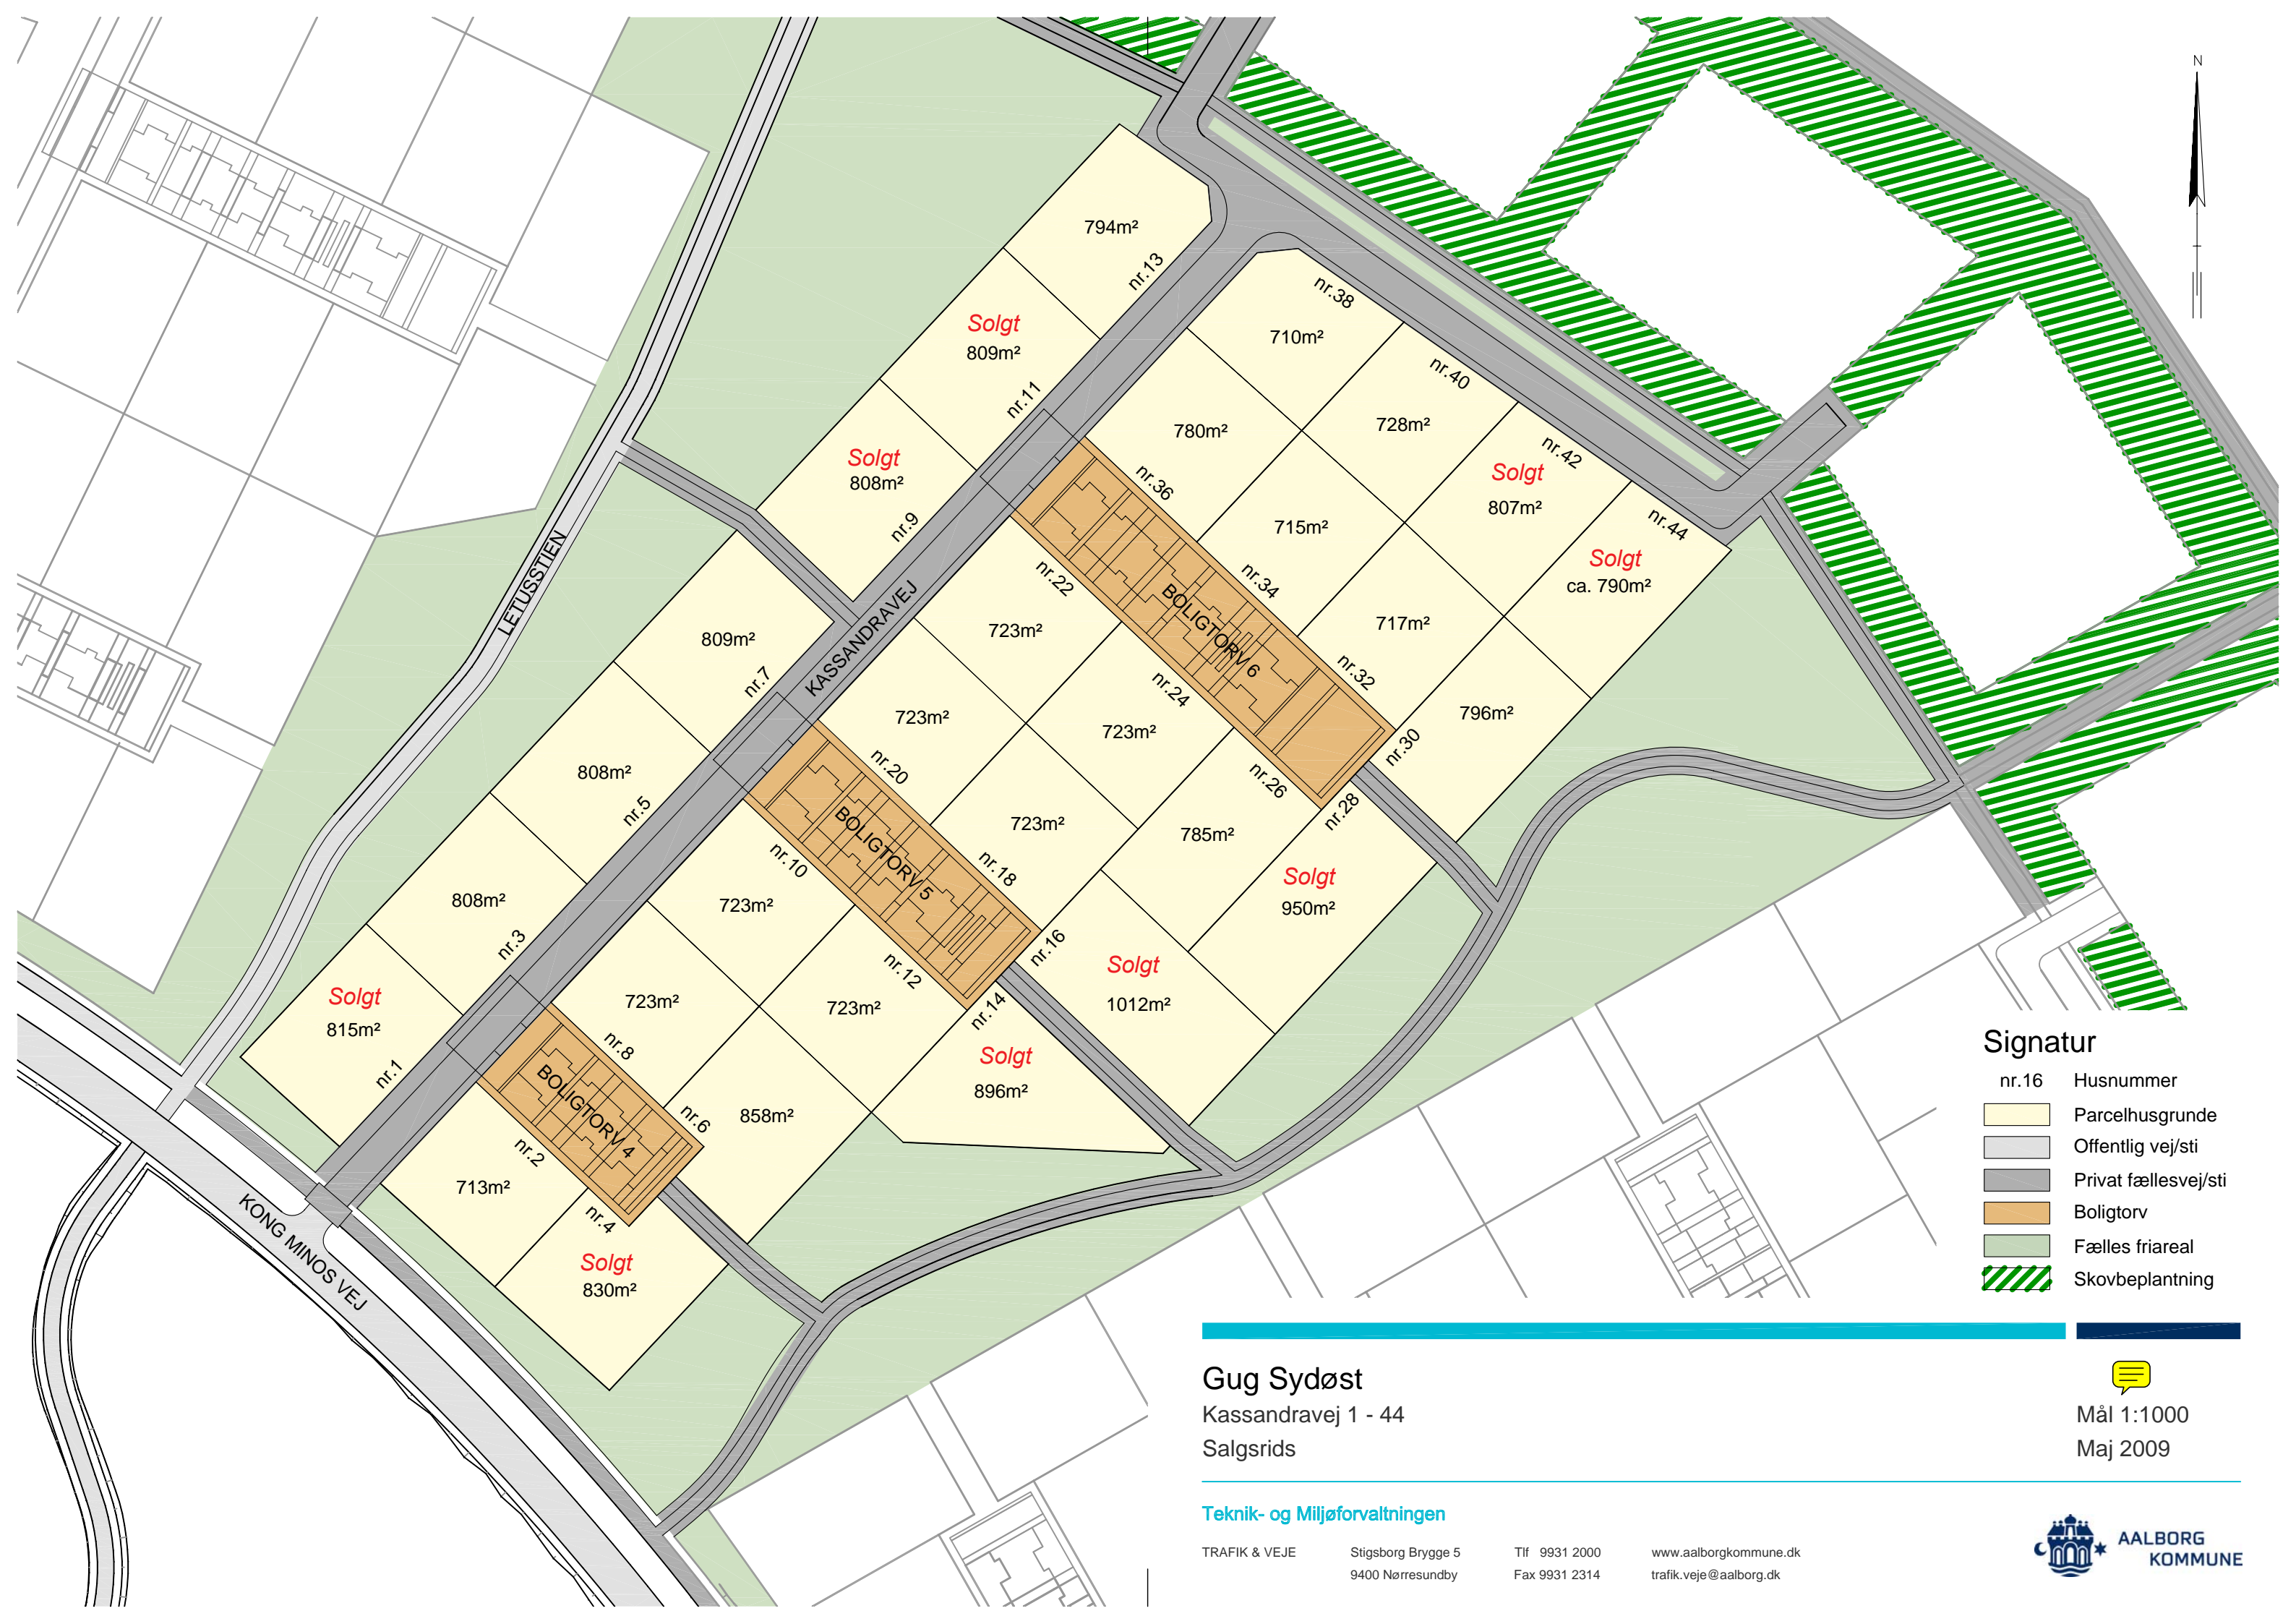 N
794m²
nr.13
Solgt
809m²
nr.11
Solgt
808m²
nr.9
809m²
nr.7
808m²
nr.5
808m²
nr.3
Solgt
815m²
nr.1
LETUSSTIEN
KASSANDRAVEJ
KONG MINOS VEJ
nr.38
710m²
nr.40
728m²
nr.42
Solgt
807m²
nr.44
Solgt
ca. 790m²
780m²
nr.36
715m²
nr.34
717m²
nr.32
796m²
nr.30
BOLIGTORV 6
nr.22
723m²
nr.24
723m²
nr.26
785m²
nr.28
Solgt
950m²
723m²
nr.20
723m²
nr.18
nr.16
Solgt
1012m²
BOLIGTORV 5
nr.10
723m²
nr.12
723m²
nr.14
Solgt
896m²
723m²
nr.8
858m²
nr.6
BOLIGTORV 4
nr.2
713m²
nr.4
Solgt
830m²
Signatur
nr.16 Husnummer
Parcelhusgrunde
Offentlig vej/sti
Privat fællesvej/sti
Boligtorv
Fælles friareal
Skovbeplantning
Gug Sydøst
Kassandravej 1 - 44
Salgsrids
Mål 1:1000
Maj 2009
Teknik- og Miljøforvaltningen
TRAFIK & VEJE Stigsborg Brygge 5 Tlf 9931 2000 www.aalborgkommune.dk
9400 Nørresundby Fax 9931 2314 trafik.veje@aalborg.dk
AALBORG
KOMMUNE